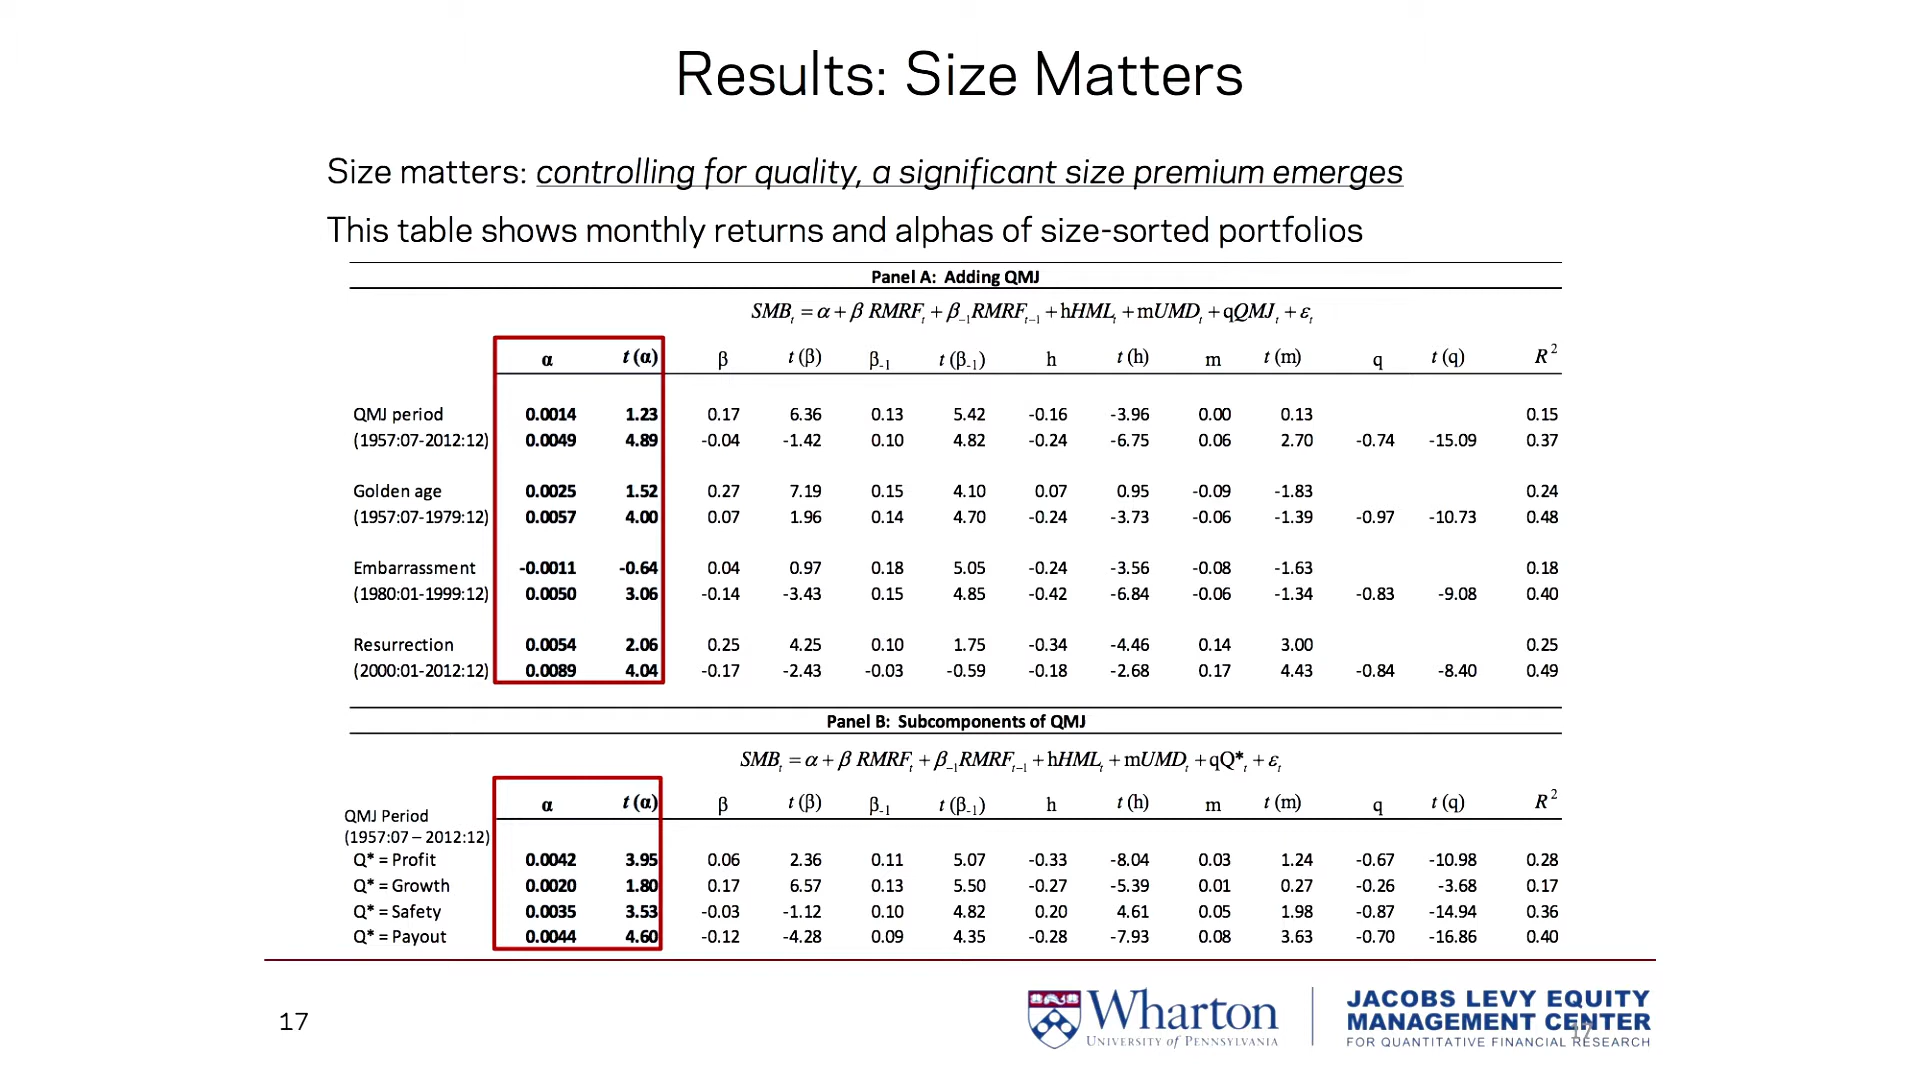 Results: Size Matters
Size matters: controlling for quality, a significant size premium emerges
This table shows monthly returns and alphas of size-sorted portfolios
Panel A: Adding QMJ
SMBₜ = α + β RMRFₜ + β₋₁RMRFₜ₋₁ + hHMLₜ + mUMDₜ + qQMJₜ + εₜ
α t (α) β t (β) β₋₁ t (β₋₁) h t (h) m t (m) q t (q) R²
QMJ period 0.0014 1.23 0.17 6.36 0.13 5.42 -0.16 -3.96 0.00 0.13 0.15
(1957:07-2012:12) 0.0049 4.89 -0.04 -1.42 0.10 4.82 -0.24 -6.75 0.06 2.70 -0.74 -15.09 0.37
Golden age 0.0025 1.52 0.27 7.19 0.15 4.10 0.07 0.95 -0.09 -1.83 0.24
(1957:07-1979:12) 0.0057 4.00 0.07 1.96 0.14 4.70 -0.24 -3.73 -0.06 -1.39 -0.97 -10.73 0.48
Embarrassment -0.0011 -0.64 0.04 0.97 0.18 5.05 -0.24 -3.56 -0.08 -1.63 0.18
(1980:01-1999:12) 0.0050 3.06 -0.14 -3.43 0.15 4.85 -0.42 -6.84 -0.06 -1.34 -0.83 -9.08 0.40
Resurrection 0.0054 2.06 0.25 4.25 0.10 1.75 -0.34 -4.46 0.14 3.00 0.25
(2000:01-2012:12) 0.0089 4.04 -0.17 -2.43 -0.03 -0.59 -0.18 -2.68 0.17 4.43 -0.84 -8.40 0.49
Panel B: Subcomponents of QMJ
SMBₜ = α + β RMRFₜ + β₋₁RMRFₜ₋₁ + hHMLₜ + mUMDₜ + qQ*ₜ + εₜ
α t (α) β t (β) β₋₁ t (β₋₁) h t (h) m t (m) q t (q) R²
QMJ Period
(1957:07 – 2012:12)
Q* = Profit 0.0042 3.95 0.06 2.36 0.11 5.07 -0.33 -8.04 0.03 1.24 -0.67 -10.98 0.28
Q* = Growth 0.0020 1.80 0.17 6.57 0.13 5.50 -0.27 -5.39 0.01 0.27 -0.26 -3.68 0.17
Q* = Safety 0.0035 3.53 -0.03 -1.12 0.10 4.82 0.20 4.61 0.05 1.98 -0.87 -14.94 0.36
Q* = Payout 0.0044 4.60 -0.12 -4.28 0.09 4.35 -0.28 -7.93 0.08 3.63 -0.70 -16.86 0.40
17
Wharton
UNIVERSITY of PENNSYLVANIA
JACOBS LEVY EQUITY
MANAGEMENT CENTER
FOR QUANTITATIVE FINANCIAL RESEARCH
17